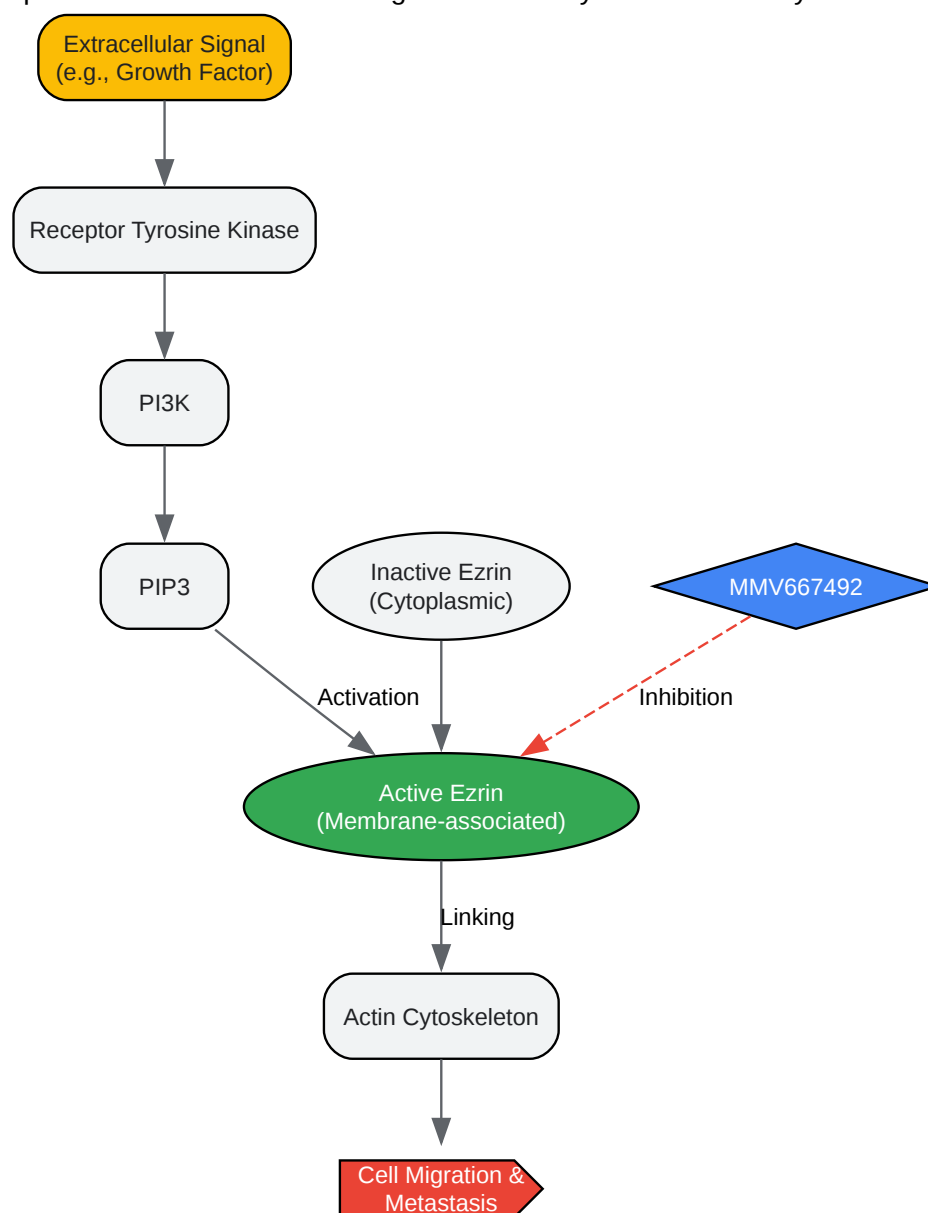 Extracellular Signal
(e.g., Growth Factor)
Receptor Tyrosine Kinase
PI3K
PIP3
Inactive Ezrin
(Cytoplasmic)
MMV667492
Activation
Inhibition
Active Ezrin
(Membrane-associated)
Linking
Actin Cytoskeleton
Cell Migration &
Metastasis